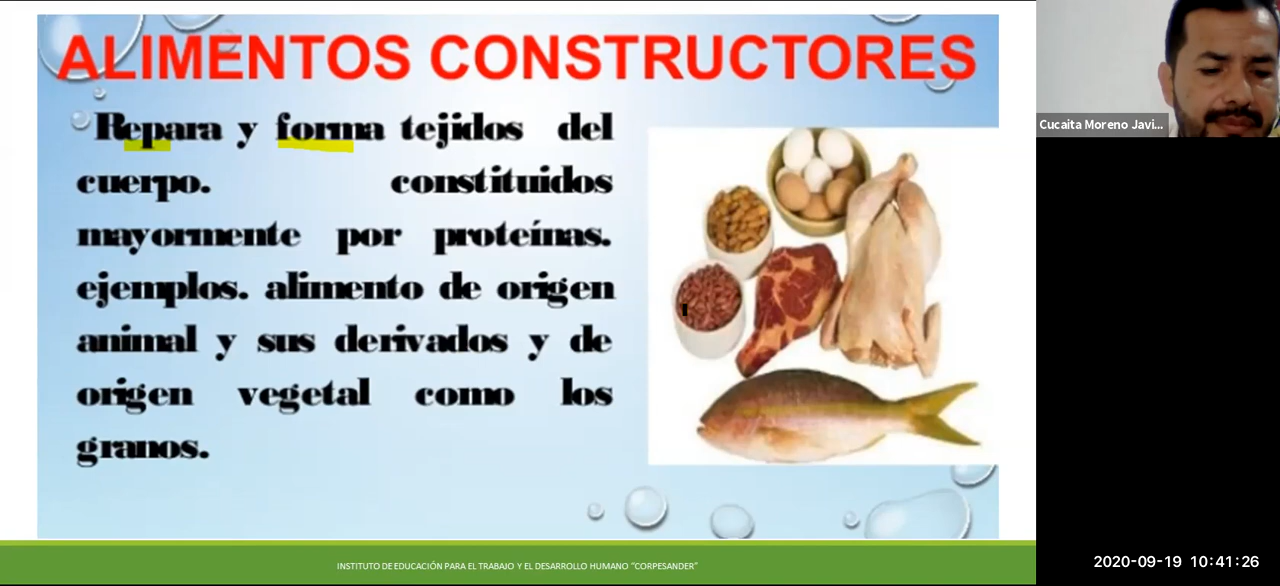 ALIMENTOS CONSTRUCTORES
Repara y forma tejidos del
cuerpo. constituidos
mayormente por proteínas.
ejemplos. alimento de origen
animal y sus derivados y de
origen vegetal como los
granos.
INSTITUTO DE EDUCACIÓN PARA EL TRABAJO Y EL DESARROLLO HUMANO “CORPESANDER”
Cucaita Moreno Javi...
2020-09-19 10:41:26